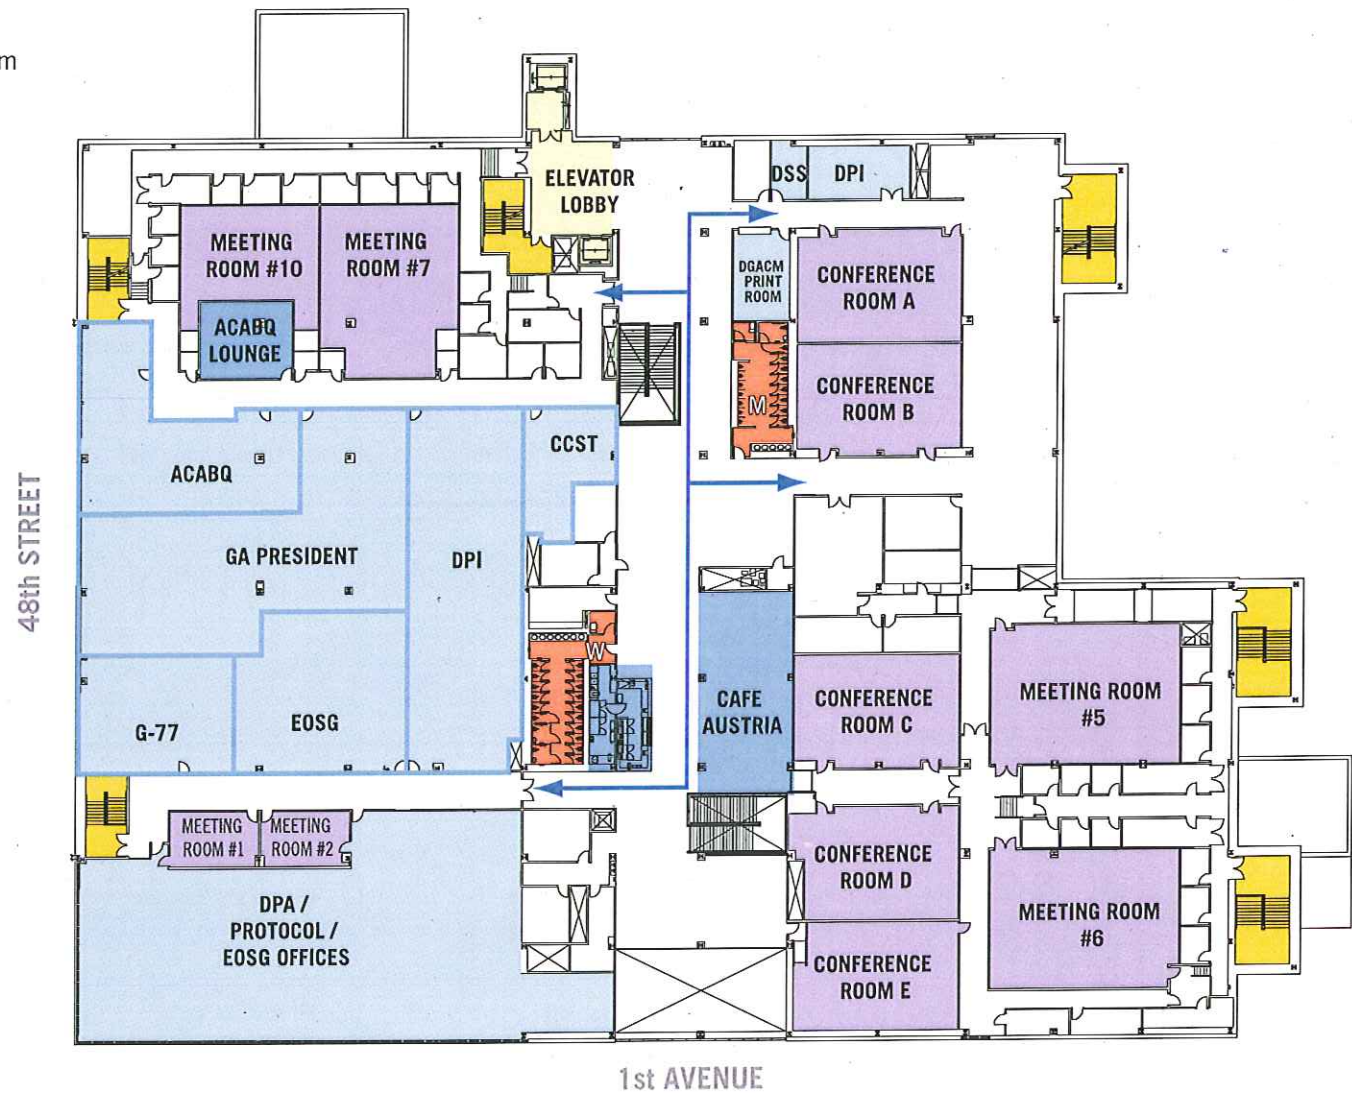 m
ELEVATOR
LOBBY
DSS
DPI
MEETING
ROOM #10
MEETING
ROOM #7
DGACM
PRINT
ROOM
CONFERENCE
ROOM A
ACABQ
LOUNGE
CONFERENCE
ROOM B
M
ACABQ
CCST
GA PRESIDENT
DPI
48th STREET
W
G-77
EOSG
CAFE
AUSTRIA
CONFERENCE
ROOM C
MEETING ROOM
#5
MEETING
ROOM #1
MEETING
ROOM #2
CONFERENCE
ROOM D
DPA /
PROTOCOL /
EOSG OFFICES
MEETING ROOM
#6
CONFERENCE
ROOM E
1st AVENUE